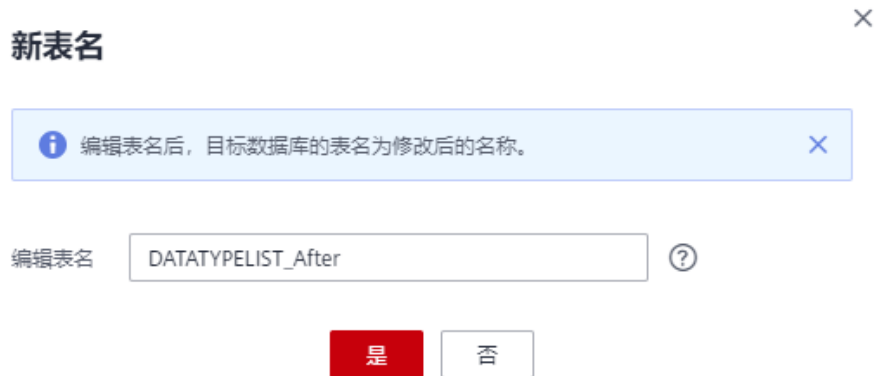 新表名
编辑表名后，目标数据库的表名为修改后的名称。
编辑表名 DATATYPELIST_After
是 否